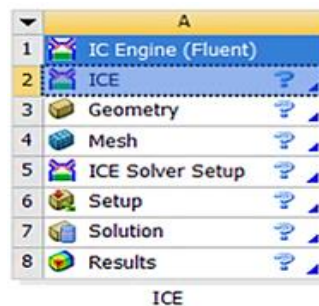 A
1 IC Engine (Fluent)
2 ICE ?
3 Geometry ?
4 Mesh ?
5 ICE Solver Setup ?
6 Setup ?
7 Solution ?
8 Results ?
ICE